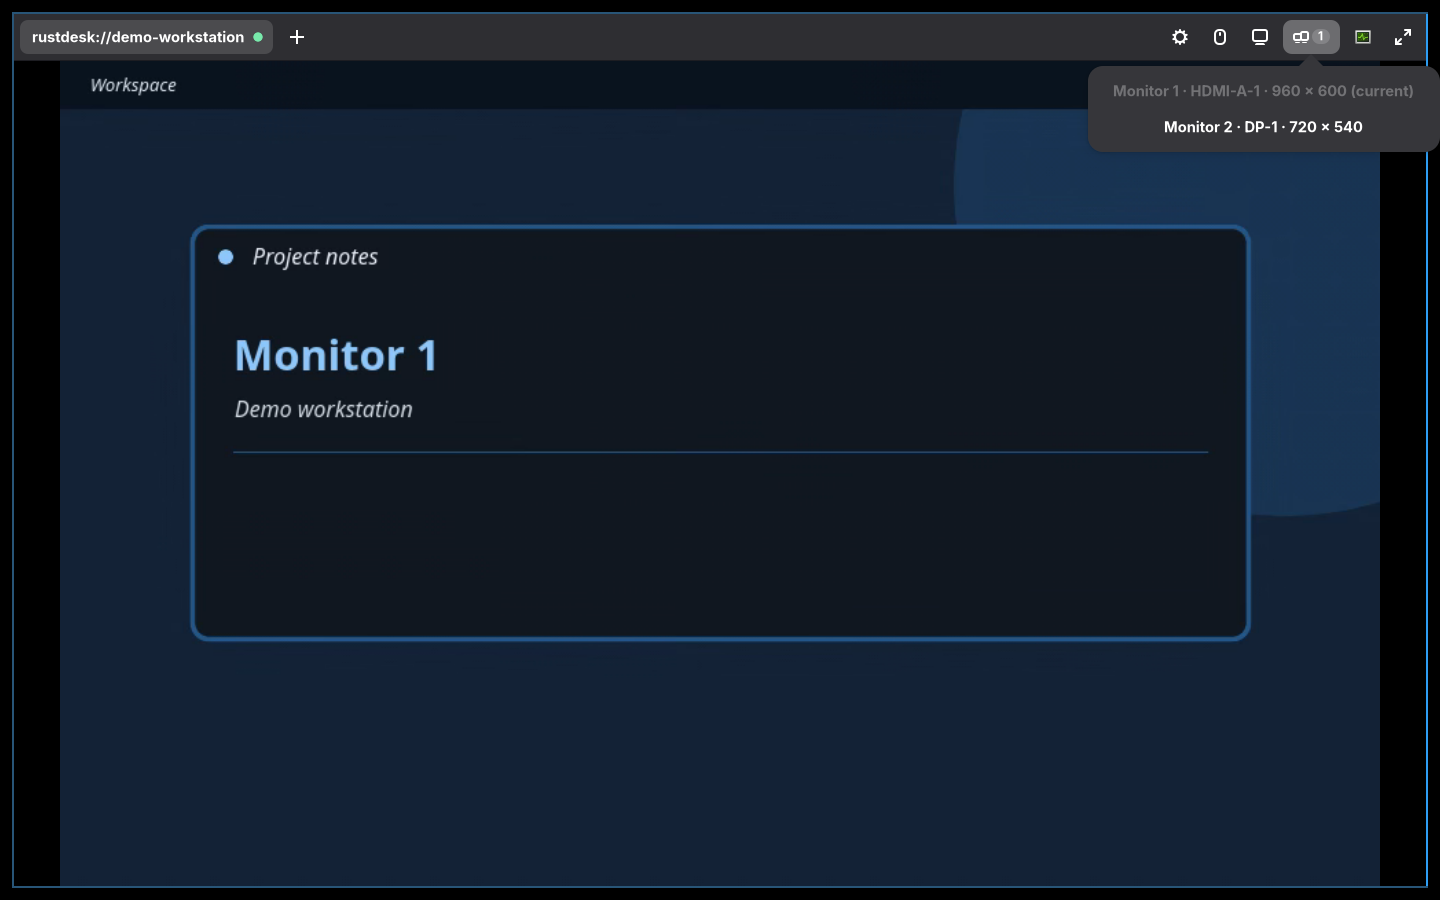 rustdesk://demo-workstation
1
Workspace
Monitor 1 · HDMI-A-1 · 960 × 600 (current)
Monitor 2 · DP-1 · 720 × 540
Project notes
Monitor 1
Demo workstation